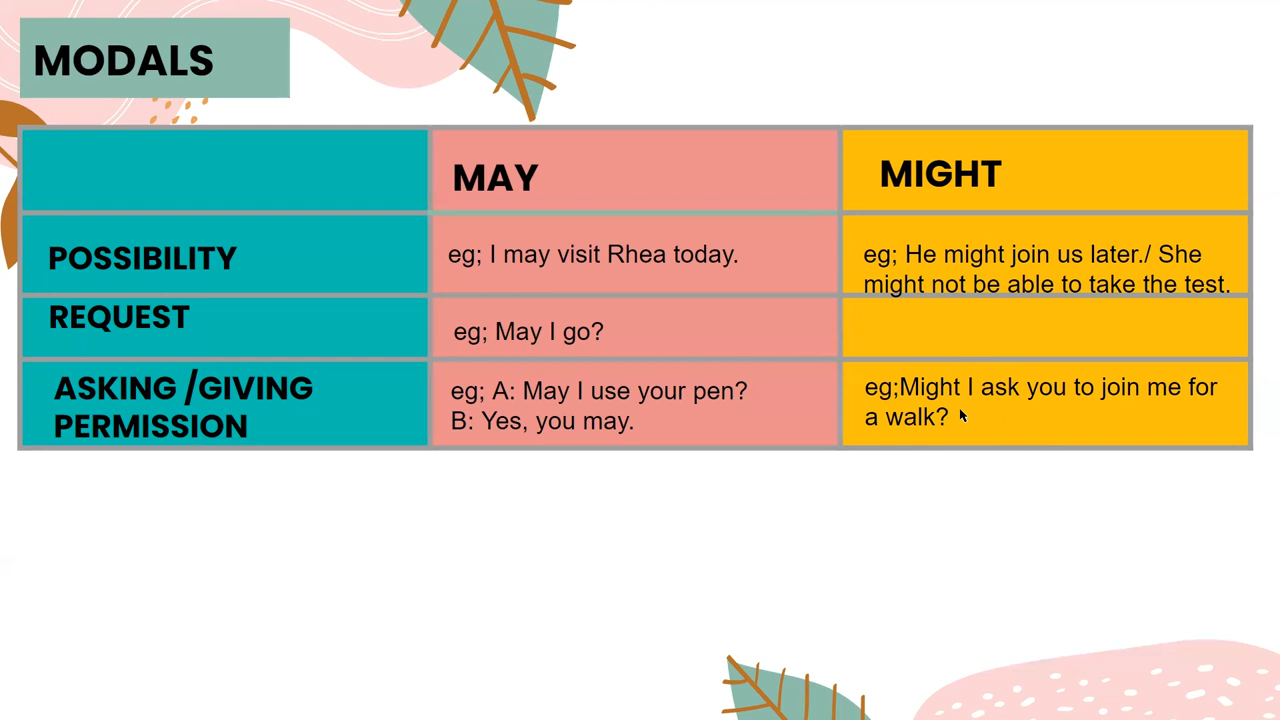 MODALS
MAY
MIGHT
POSSIBILITY
eg; I may visit Rhea today.
eg; He might join us later./ She
might not be able to take the test.
REQUEST
eg; May I go?
ASKING /GIVING
PERMISSION
eg; A: May I use your pen?
B: Yes, you may.
eg;Might I ask you to join me for
a walk?